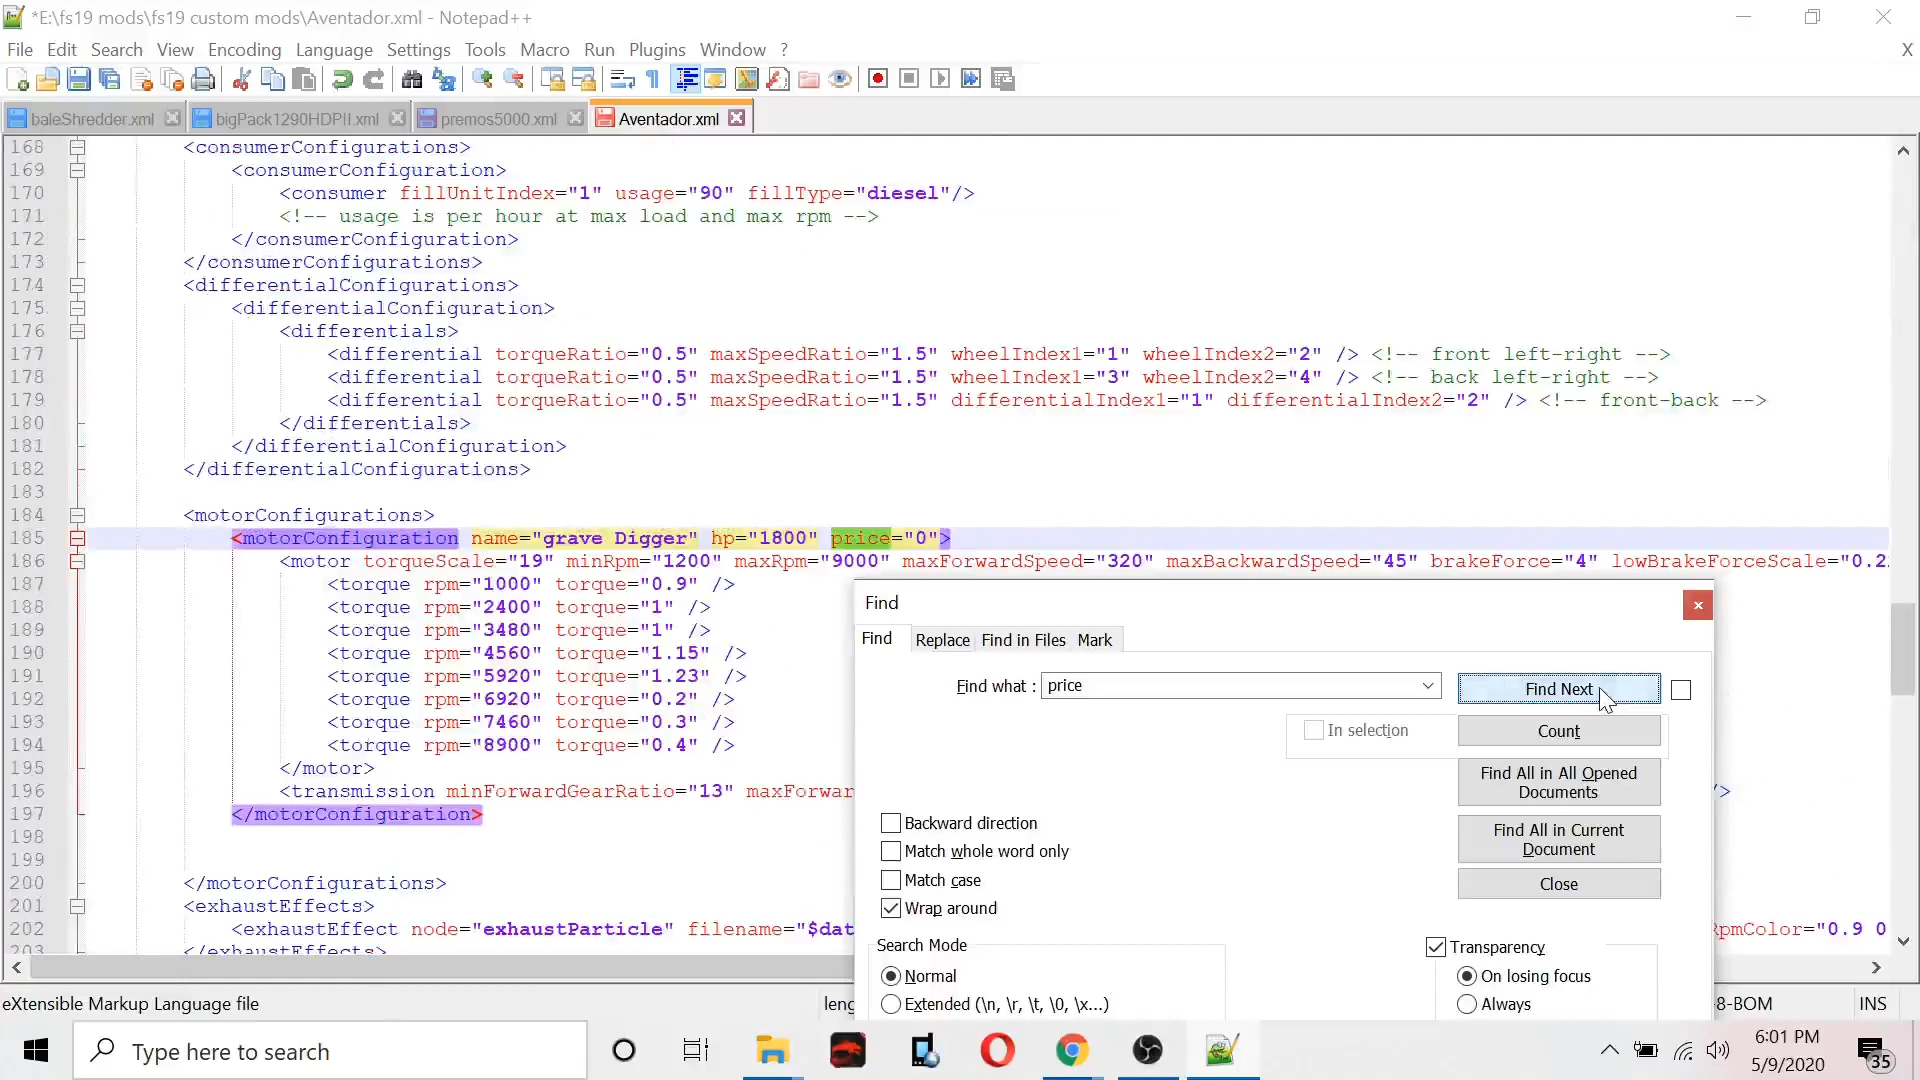 *E:\fs19 mods\fs19 custom mods\Aventador.xml - Notepad++
File Edit Search View Encoding Language Settings Tools Macro Run Plugins Window ? X
baleShredder.xml bigPack1290HDPII.xml premos5000.xml Aventador.xml
168 <consumerConfigurations>
169 <consumerConfiguration>
170 <consumer fillUnitIndex="1" usage="90" fillType="diesel"/>
171 <!-- usage is per hour at max load and max rpm -->
172 </consumerConfiguration>
173 </consumerConfigurations>
174 <differentialConfigurations>
175 <differentialConfiguration>
176 <differentials>
177 <differential torqueRatio="0.5" maxSpeedRatio="1.5" wheelIndex1="1" wheelIndex2="2" /> <!-- front left-right -->
178 <differential torqueRatio="0.5" maxSpeedRatio="1.5" wheelIndex1="3" wheelIndex2="4" /> <!-- back left-right -->
179 <differential torqueRatio="0.5" maxSpeedRatio="1.5" differentialIndex1="1" differentialIndex2="2" /> <!-- front-back -->
180 </differentials>
181 </differentialConfiguration>
182 </differentialConfigurations>
183
184 <motorConfigurations>
185 <motorConfiguration name="grave Digger" hp="1800" price="0">
186 <motor torqueScale="19" minRpm="1200" maxRpm="9000" maxForwardSpeed="320" maxBackwardSpeed="45" brakeForce="4" lowBrakeForceScale="0.2
187 <torque rpm="1000" torque="0.9" />
188 <torque rpm="2400" torque="1" />
189 <torque rpm="3480" torque="1" />
190 <torque rpm="4560" torque="1.15" />
191 <torque rpm="5920" torque="1.23" />
192 <torque rpm="6920" torque="0.2" />
193 <torque rpm="7460" torque="0.3" />
194 <torque rpm="8900" torque="0.4" />
195 </motor>
196 <transmission minForwardGearRatio="13" maxForwar />
197 </motorConfiguration>
198
199
200 </motorConfigurations>
201 <exhaustEffects>
202 <exhaustEffect node="exhaustParticle" filename="$dat RpmColor="0.9 0
203 </exhaustEffects>
Find
Find Replace Find in Files Mark
Find what : price
Find Next
In selection
Count
Find All in All Opened
Documents
Find All in Current
Document
Close
Backward direction
Match whole word only
Match case
Wrap around
Search Mode
Normal
Extended (\n, \r, \t, \0, \x...)
Transparency
On losing focus
Always
eXtensible Markup Language file leng 8-BOM INS
Type here to search
6:01 PM
5/9/2020
35